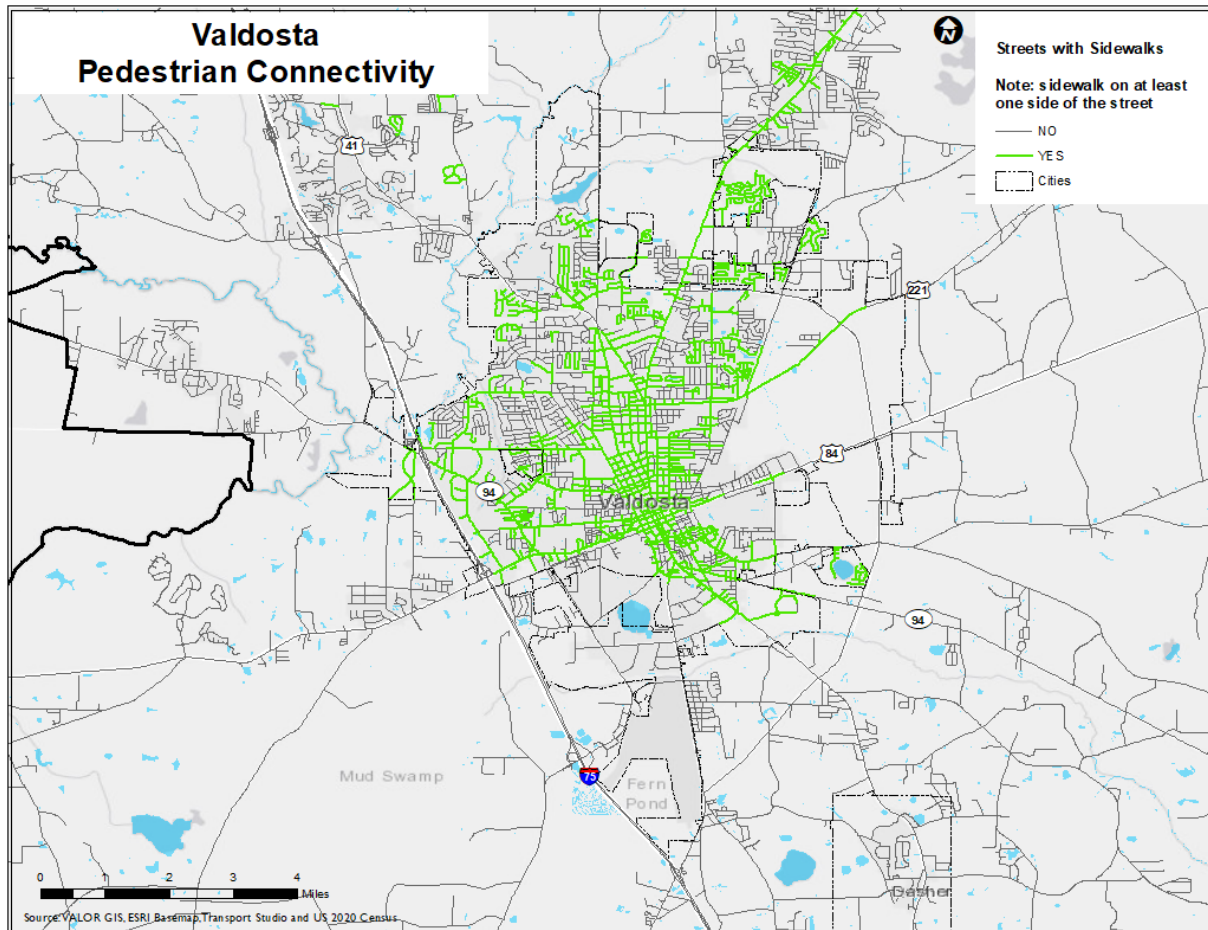 Valdosta
Pedestrian Connectivity
N
Streets with Sidewalks
Note: sidewalk on at least
one side of the street
NO
YES
Cities
41
221
84
94
Valdosta
94
75
Mud Swamp
Fern
Pond
Dasher
0 1 2 3 4
Miles
Source:VALOR GIS, ESRI Basemap,Transport Studio and US 2020 Census